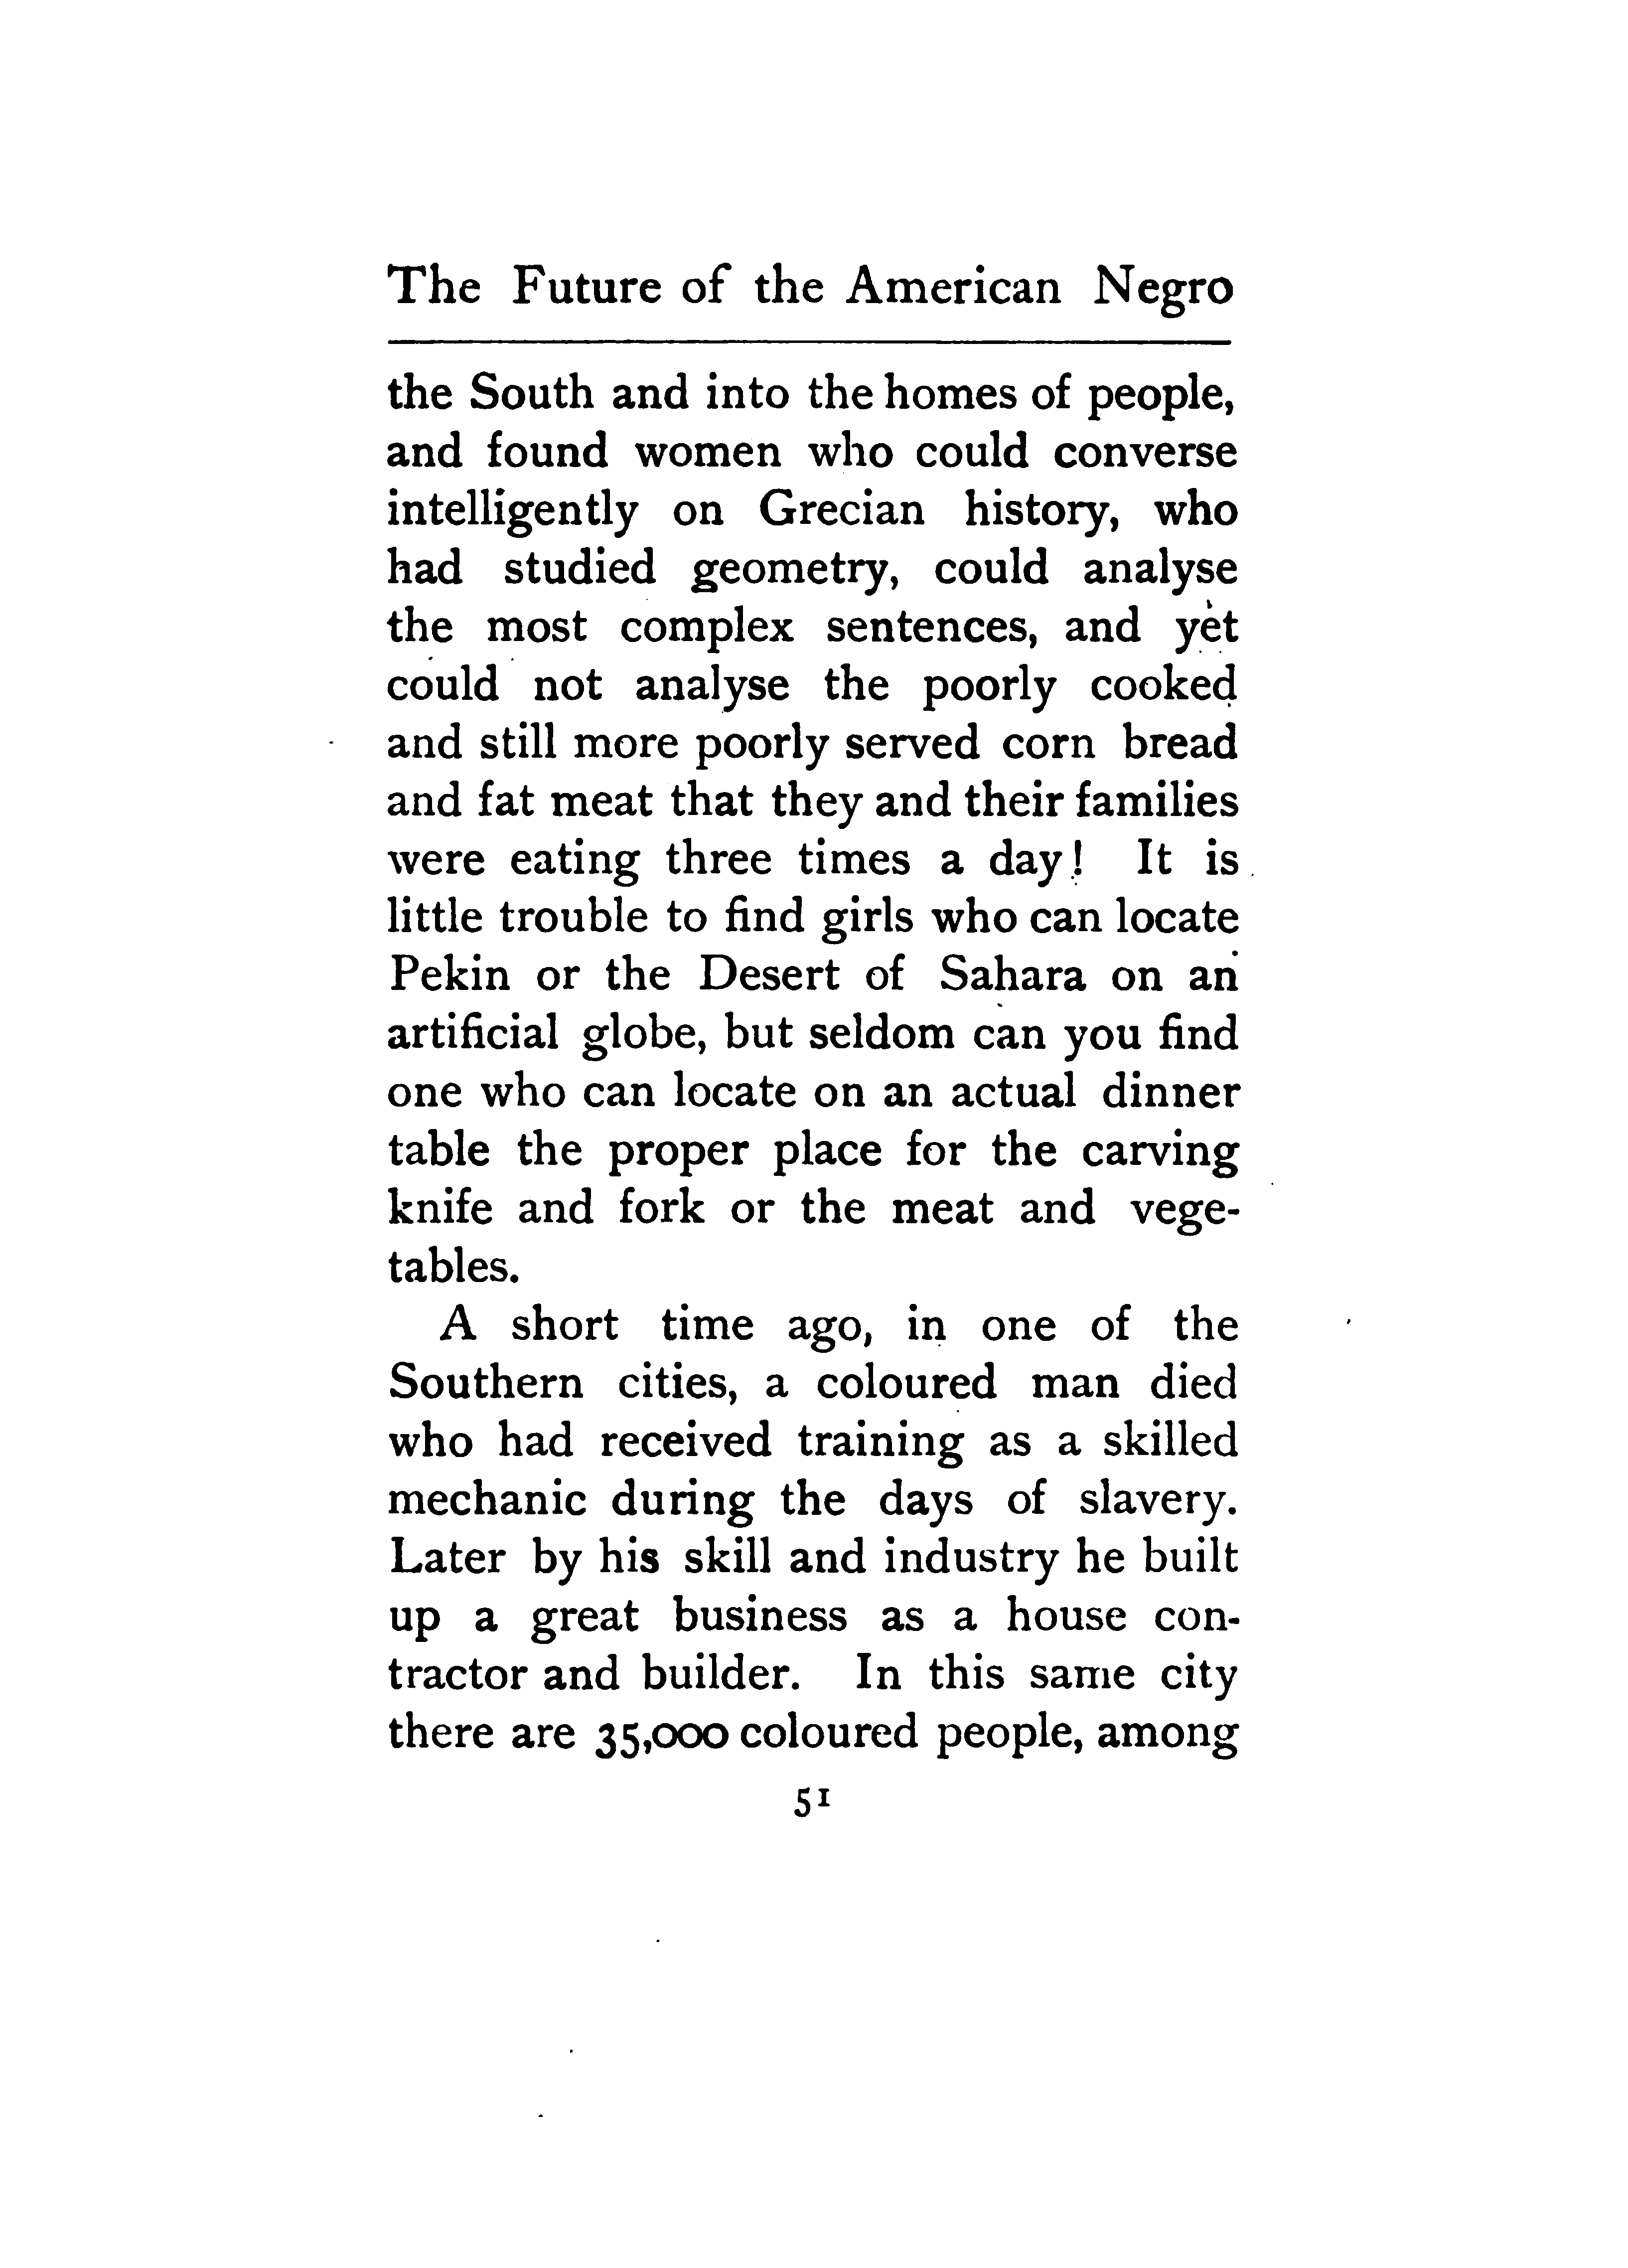 The Future of the American Negro
the South and into the homes of people,
and found women who could converse
intelligently on Grecian history, who
had studied geometry, could analyse
the most complex sentences, and yet
could not analyse the poorly cooked
and still more poorly served corn bread
and fat meat that they and their families
were eating three times a day! It is
little trouble to find girls who can locate
Pekin or the Desert of Sahara on an
artificial globe, but seldom can you find
one who can locate on an actual dinner
table the proper place for the carving
knife and fork or the meat and vege-
tables.
A short time ago, in one of the
Southern cities, a coloured man died
who had received training as a skilled
mechanic during the days of slavery.
Later by his skill and industry he built
up a great business as a house con-
tractor and builder. In this same city
there are 35,000 coloured people, among
51